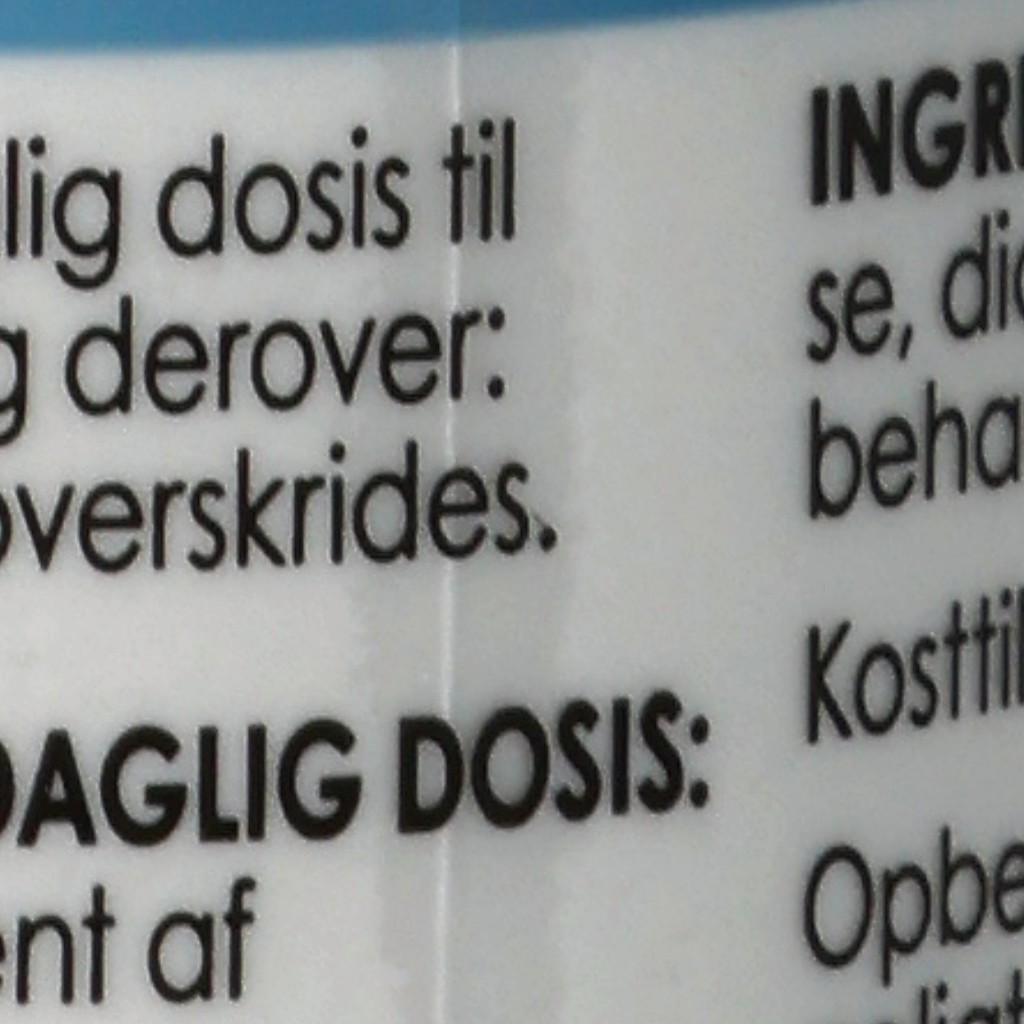 lig dosis til
g derover:
overskrides.
DAGLIG DOSIS:
ent af
INGR
se, di
beha
Kosttil
Opbe